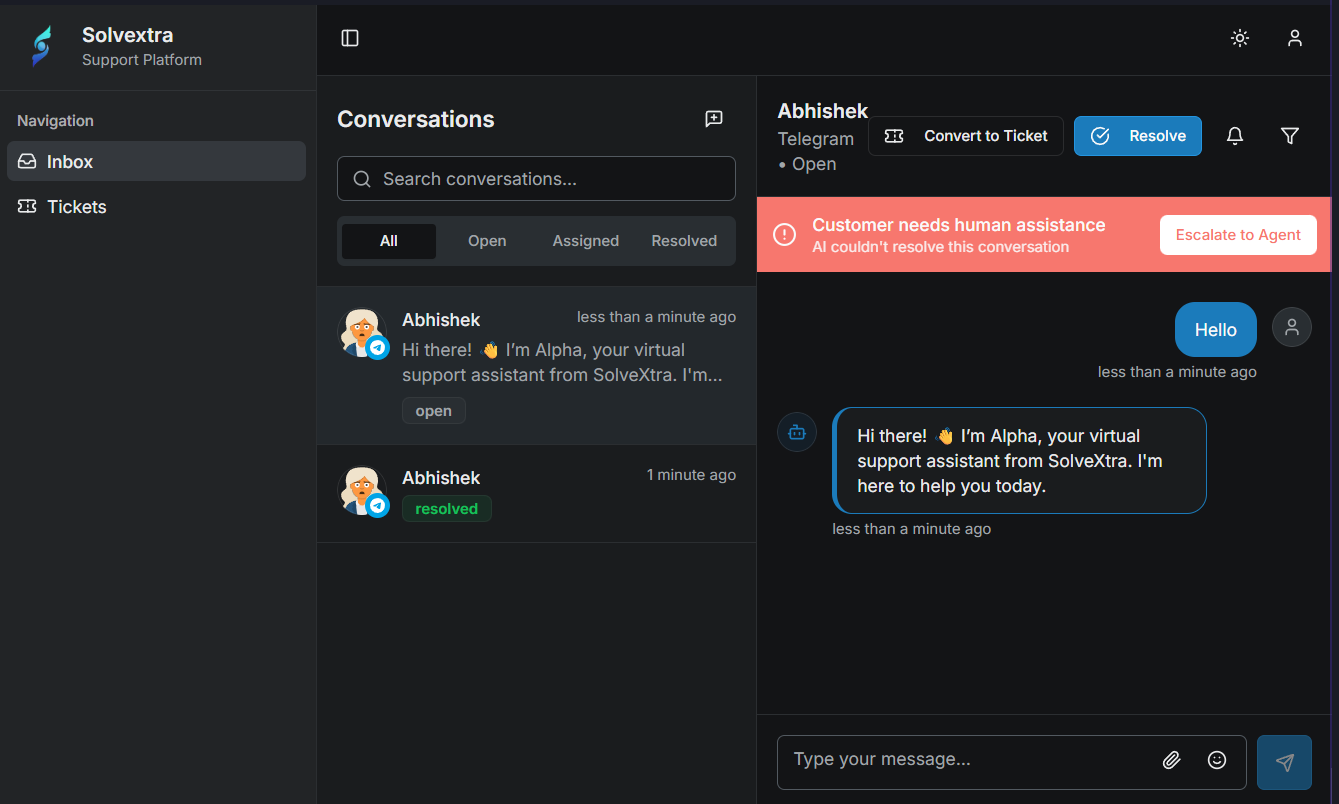 Solvextra
Support Platform
Navigation
Inbox
Tickets
Conversations
Search conversations...
All
Open
Assigned
Resolved
Abhishek
less than a minute ago
Hi there! 👋 I’m Alpha, your virtual
support assistant from SolveXtra. I'm...
open
Abhishek
1 minute ago
resolved
Abhishek
Telegram
• Open
Convert to Ticket
Resolve
Customer needs human assistance
AI couldn't resolve this conversation
Escalate to Agent
Hello
less than a minute ago
Hi there! 👋 I’m Alpha, your virtual
support assistant from SolveXtra. I'm
here to help you today.
less than a minute ago
Type your message...